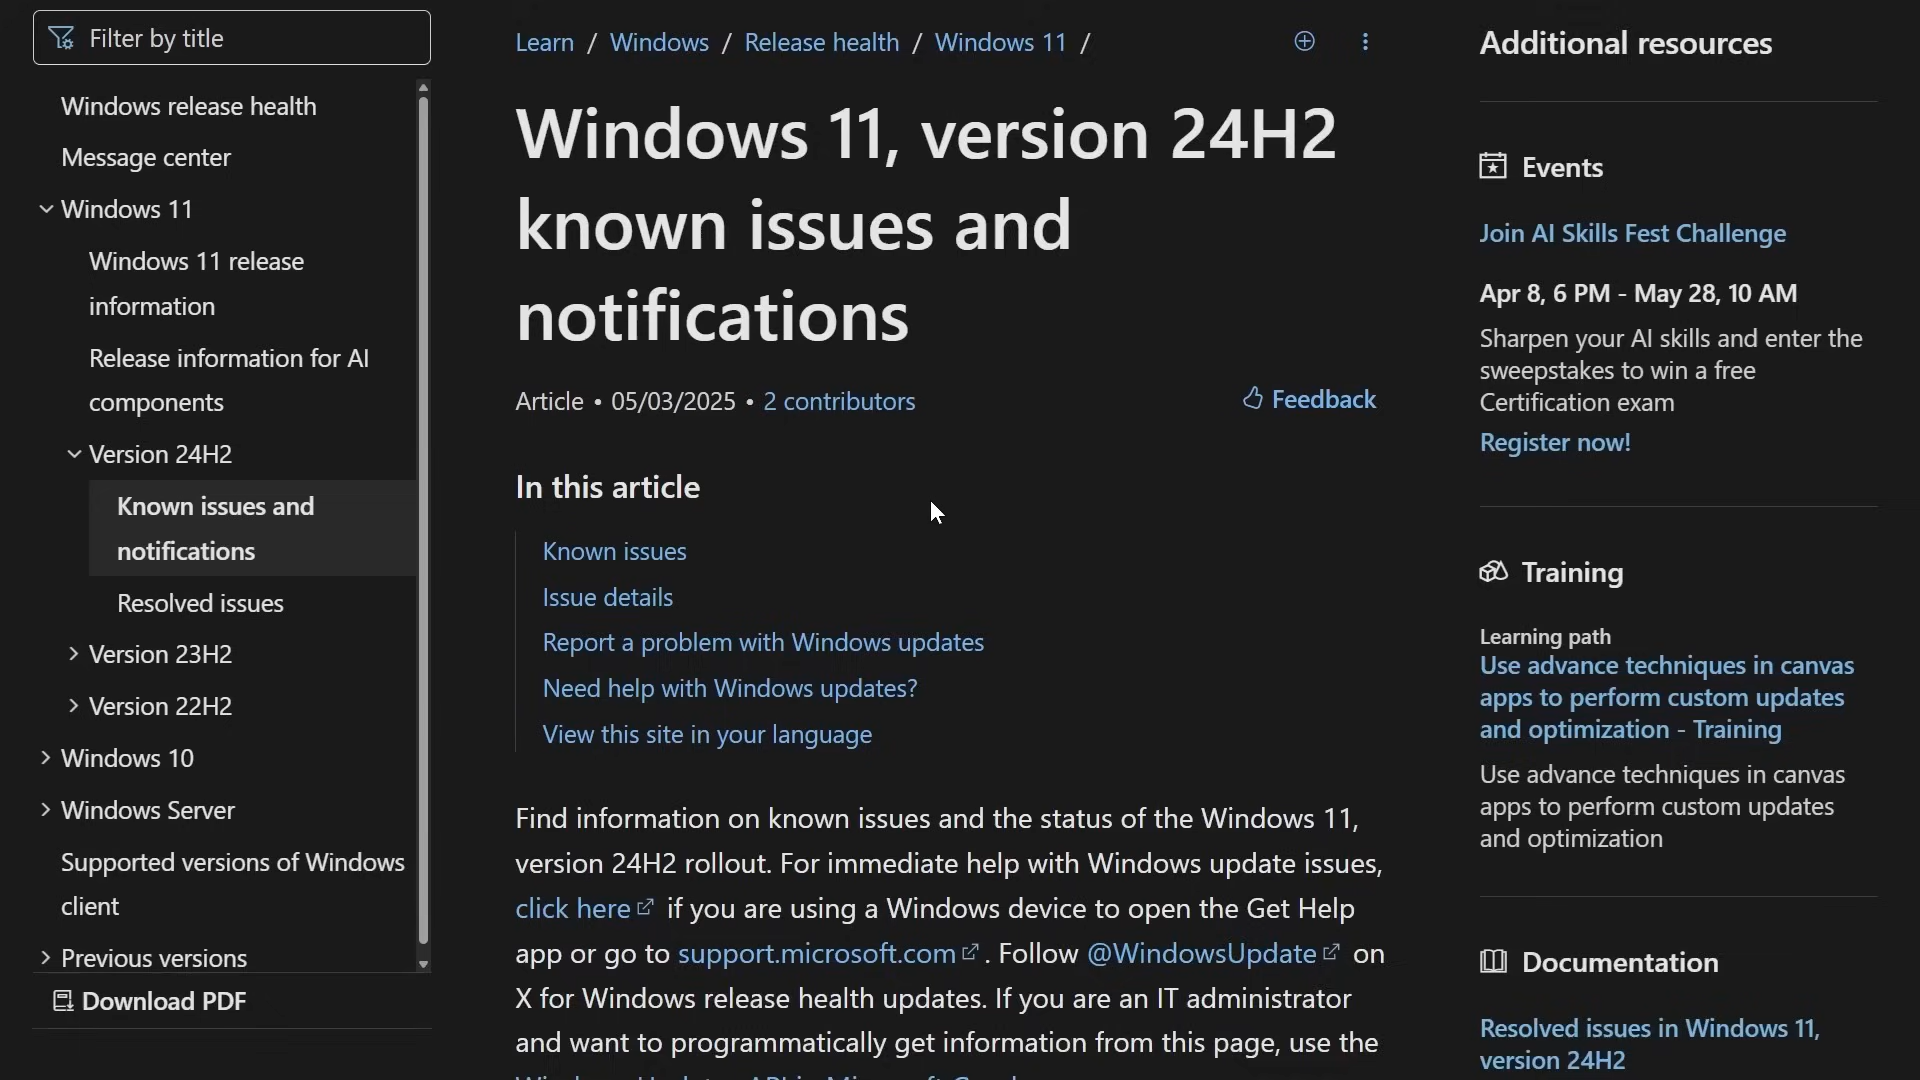 Filter by title
Windows release health
Message center
Windows 11
Windows 11 release
information
Release information for AI
components
Version 24H2
Known issues and
notifications
Resolved issues
Version 23H2
Version 22H2
Windows 10
Windows Server
Supported versions of Windows
client
Previous versions
Download PDF
Learn / Windows / Release health / Windows 11 /
Windows 11, version 24H2
known issues and
notifications
Article • 05/03/2025 • 2 contributors
Feedback
In this article
Known issues
Issue details
Report a problem with Windows updates
Need help with Windows updates?
View this site in your language
Find information on known issues and the status of the Windows 11,
version 24H2 rollout. For immediate help with Windows update issues,
click here if you are using a Windows device to open the Get Help
app or go to support.microsoft.com. Follow @WindowsUpdate on
X for Windows release health updates. If you are an IT administrator
and want to programmatically get information from this page, use the
Additional resources
Events
Join AI Skills Fest Challenge
Apr 8, 6 PM - May 28, 10 AM
Sharpen your AI skills and enter the
sweepstakes to win a free
Certification exam
Register now!
Training
Learning path
Use advance techniques in canvas
apps to perform custom updates
and optimization - Training
Use advance techniques in canvas
apps to perform custom updates
and optimization
Documentation
Resolved issues in Windows 11,
version 24H2